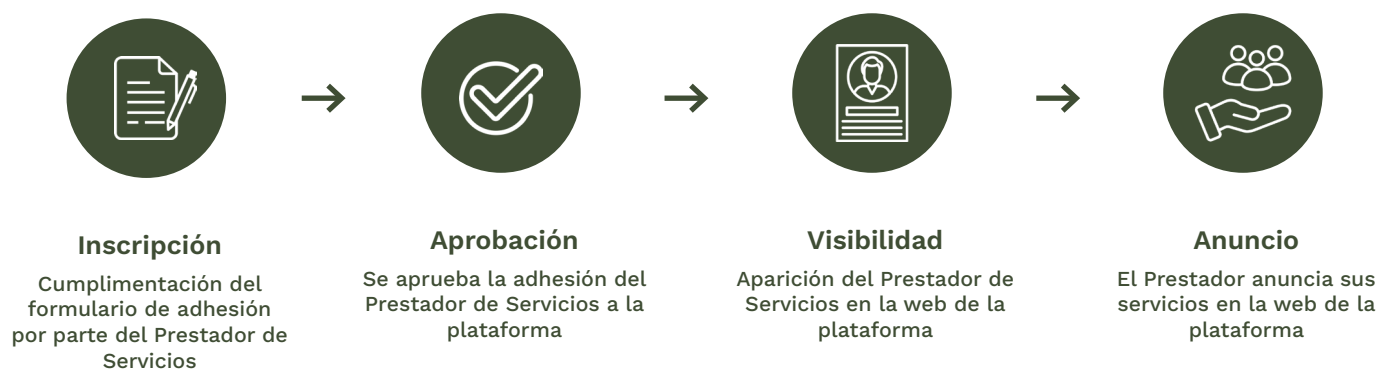 Inscripción
Cumplimentación del
formulario de adhesión
por parte del Prestador de
Servicios
Aprobación
Se aprueba la adhesión del
Prestador de Servicios a la
plataforma
Visibilidad
Aparición del Prestador de
Servicios en la web de la
plataforma
Anuncio
El Prestador anuncia sus
servicios en la web de la
plataforma